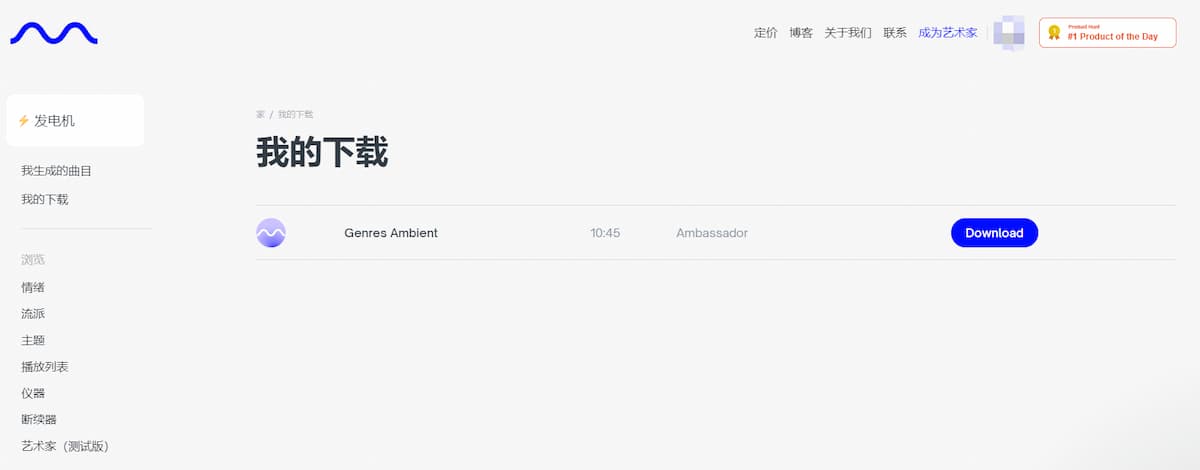 定价 博客 关于我们 联系 成为艺术家
Product Hunt
#1 Product of the Day
⚡ 发电机
我生成的曲目
我的下载
浏览
情绪
流派
主题
播放列表
仪器
断续器
艺术家（测试版）
家 / 我的下载
我的下载
Genres Ambient 10:45 Ambassador Download